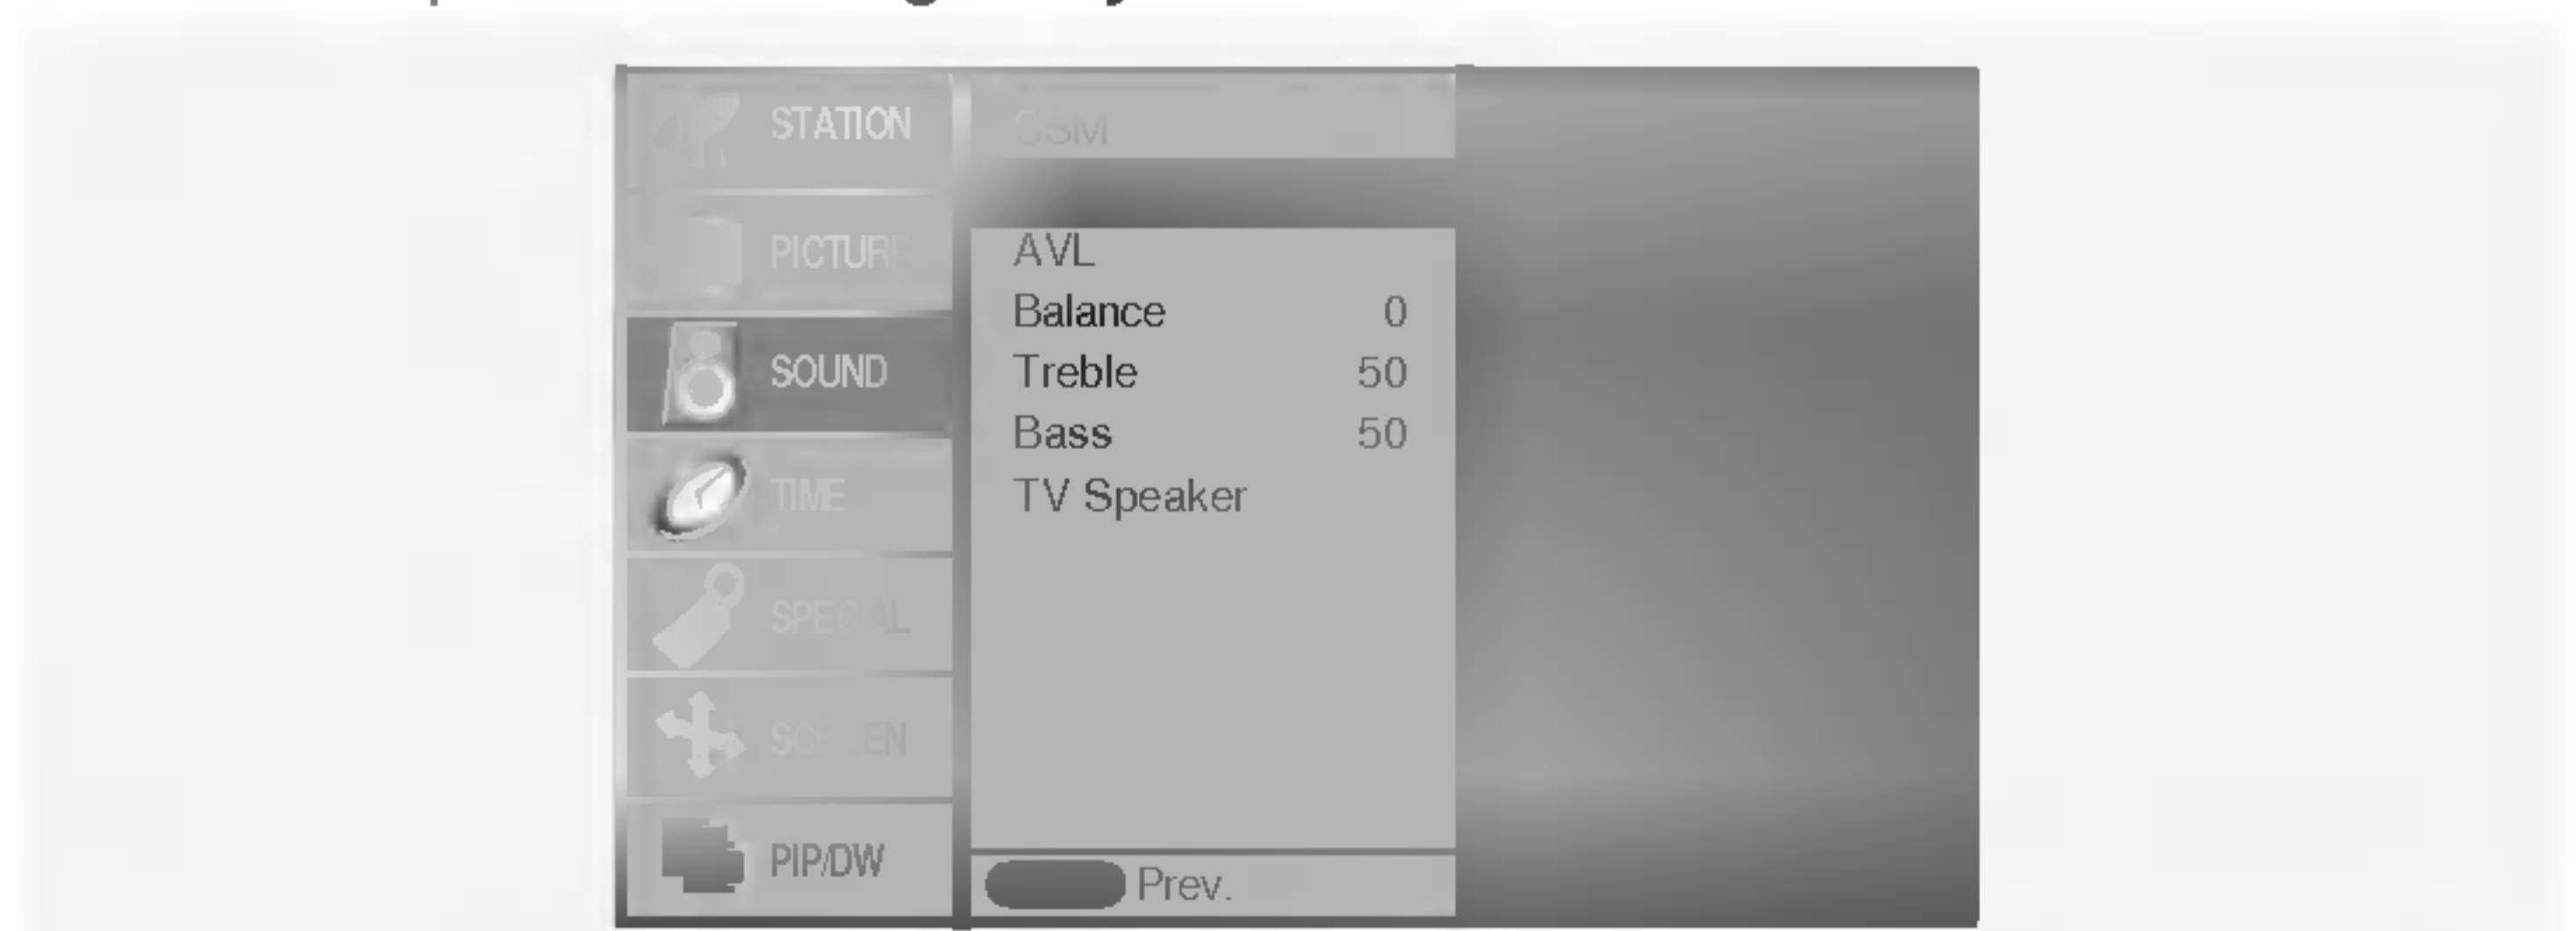 STATION
PICTURE
SOUND
TIME
SPECIAL
SCREEN
PIP/DW
SSM
AVL
Balance 0
Treble 50
Bass 50
TV Speaker
Prev.